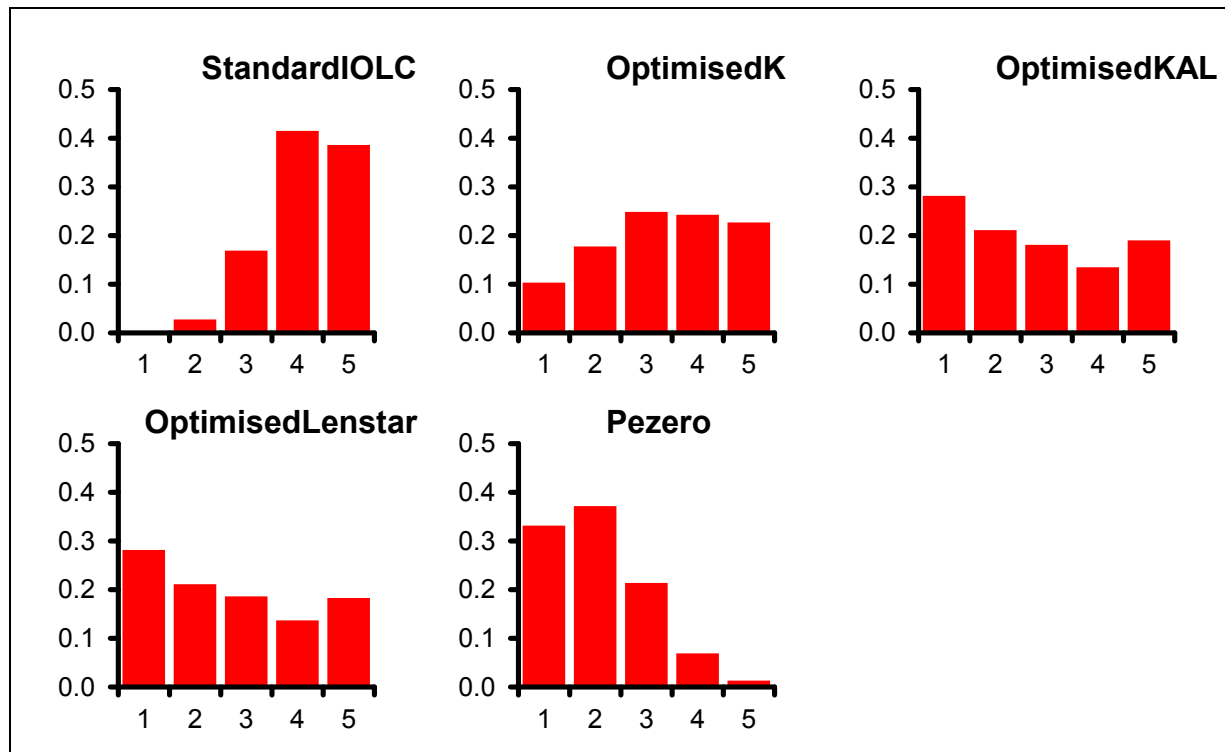 StandardIOLC OptimisedK OptimisedKAL
0.5 0.5 0.5
0.4 0.4 0.4
0.3 0.3 0.3
0.2 0.2 0.2
0.1 0.1 0.1
0.0 0.0 0.0
1 2 3 4 5 1 2 3 4 5 1 2 3 4 5
OptimisedLenstar Pezero
0.5 0.5
0.4 0.4
0.3 0.3
0.2 0.2
0.1 0.1
0.0 0.0
1 2 3 4 5 1 2 3 4 5